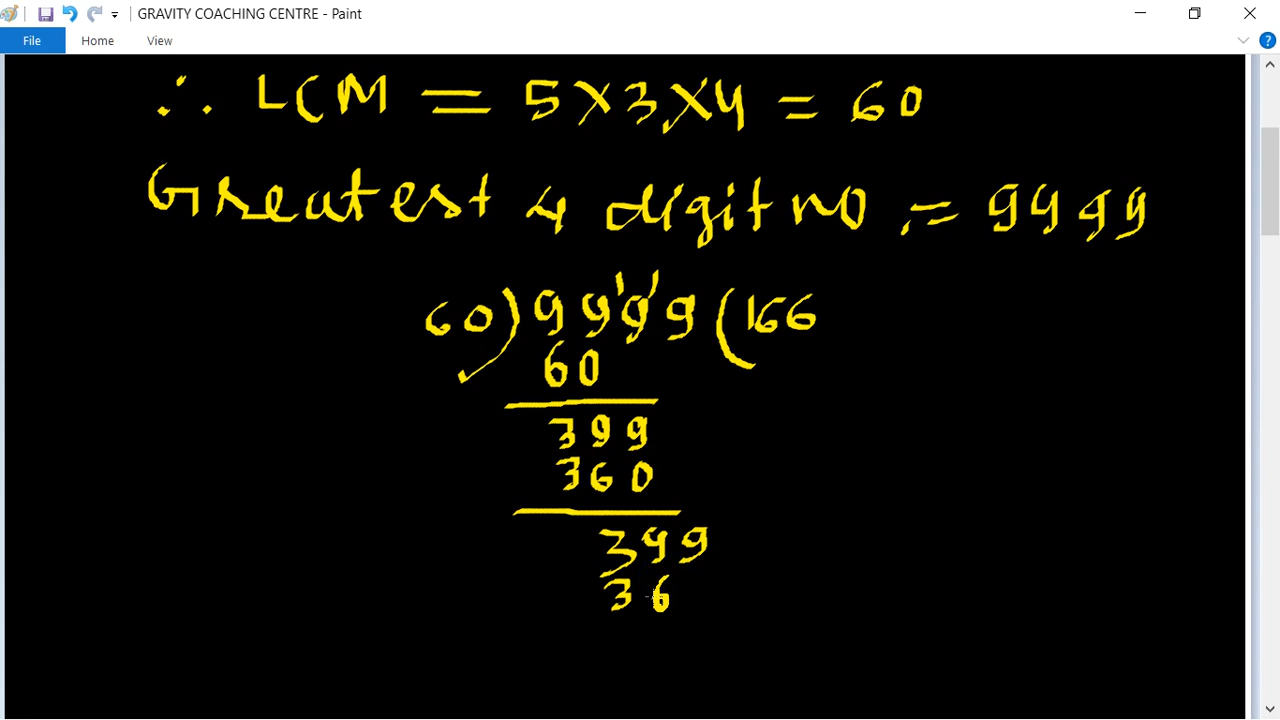 GRAVITY COACHING CENTRE - Paint
File Home View
∴ LCM = 5 X 3 X 4 = 60
Greatest 4 digit no. = 9999
60) 9999 (166
60
399
360
399
36